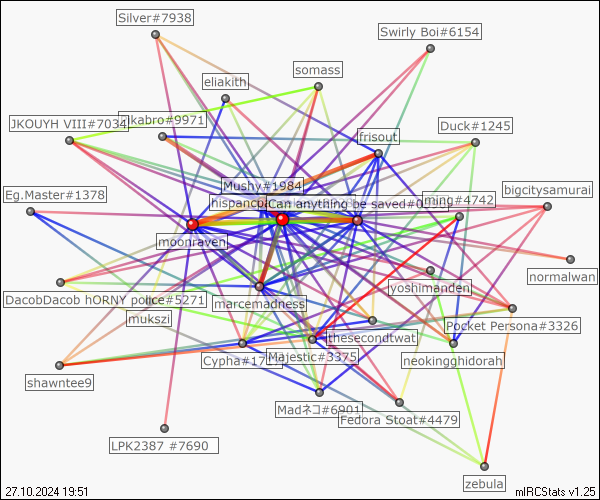 Silver#7938
Swirly Boi#6154
somass
eliakith
JKOUYH VIII#7034
kabro#9971
Duck#1245
frisout
Mushy#1984
bigcitysamurai
Eg.Master#1378
hispanc
Can anything be saved#0
ming#4742
moonraven
normalwan
yoshimanden
DacobDacob hORNY police#5271
marcemadness
mukszi
Pocket Persona#3326
thesecondtwat
Cypha#17
Majestic#3375
neokingghidorah
shawntee9
Madネコ#6901
Fedora Stoat#4479
LPK2387 #7690
zebula
27.10.2024 19:51
mIRCStats v1.25